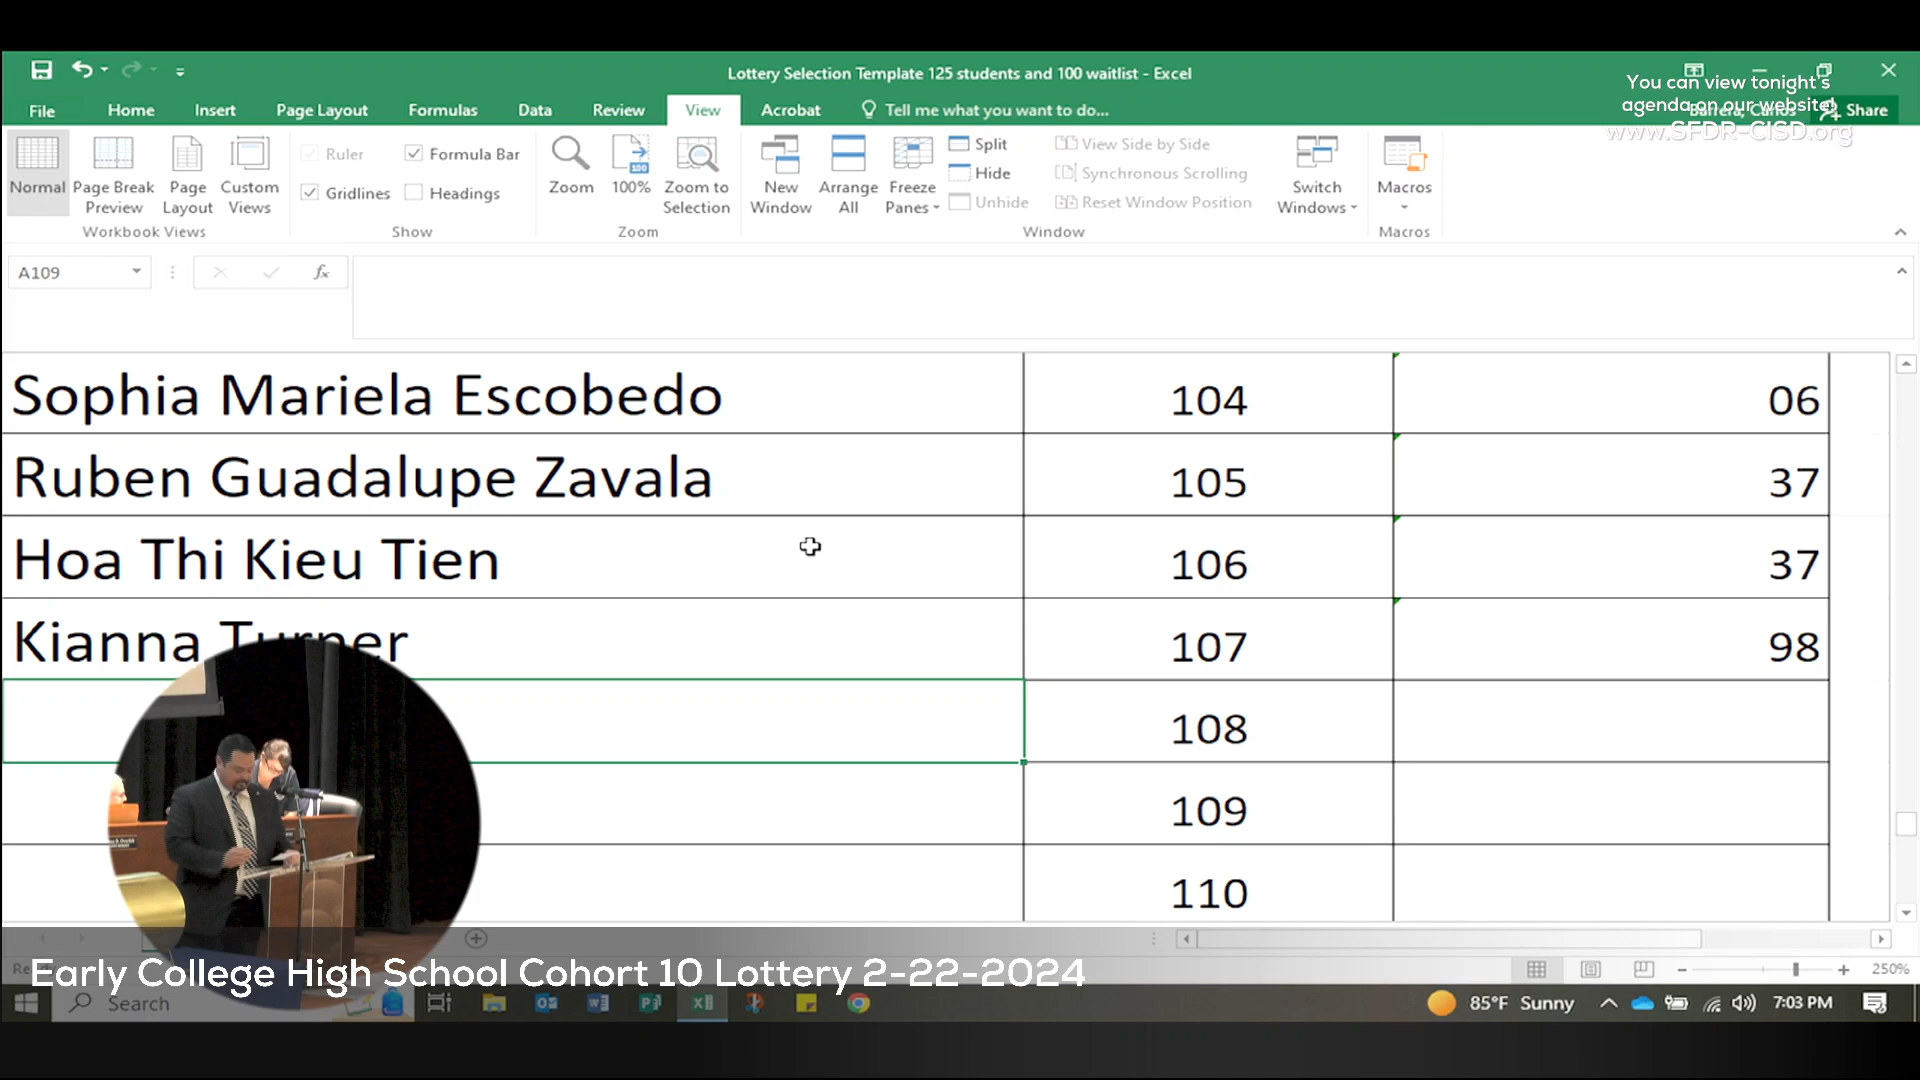 Lottery Selection Template 125 students and 100 waitlist - Excel
You can view tonight's
agenda on our website!
www.SFDR-CISD.org
File Home Insert Page Layout Formulas Data Review View Acrobat Tell me what you want to do... Barrera, Carlos Share
Normal Page Break Preview Page Layout Custom Views
Workbook Views
Ruler Formula Bar
Gridlines Headings
Show
Zoom 100% Zoom to Selection
Zoom
New Window Arrange All Freeze Panes
Split View Side by Side
Hide Synchronous Scrolling
Unhide Reset Window Position
Switch Windows
Window
Macros
Macros
A109 fx
Sophia Mariela Escobedo 104 06
Ruben Guadalupe Zavala 105 37
Hoa Thi Kieu Tien 106 37
Kianna Turner 107 98
108
109
110
Early College High School Cohort 10 Lottery 2-22-2024
250%
Search 85°F Sunny 7:03 PM